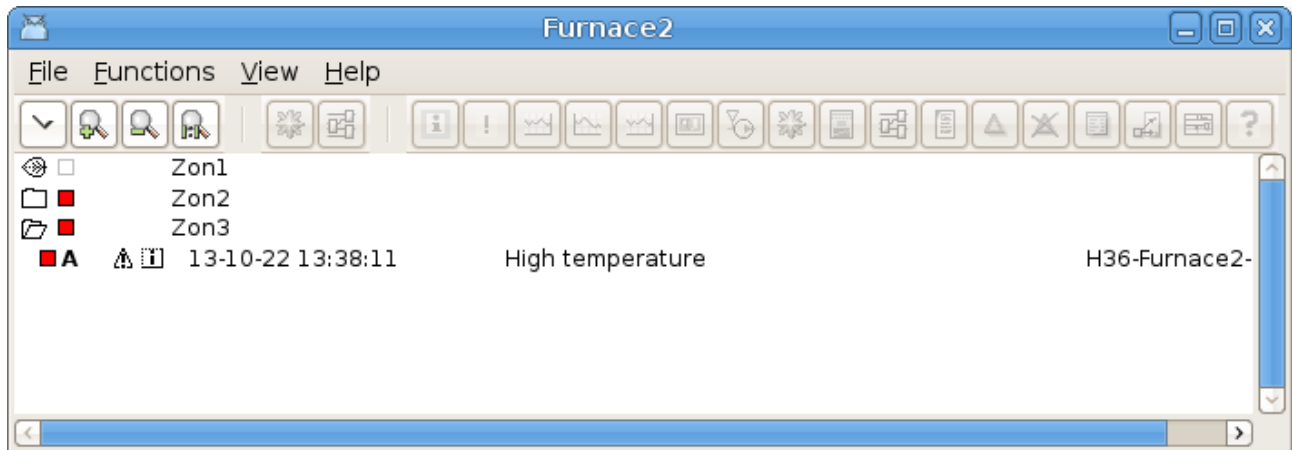 Furnace2
File Functions View Help
Zon1
Zon2
Zon3
A 13-10-22 13:38:11 High temperature H36-Furnace2-